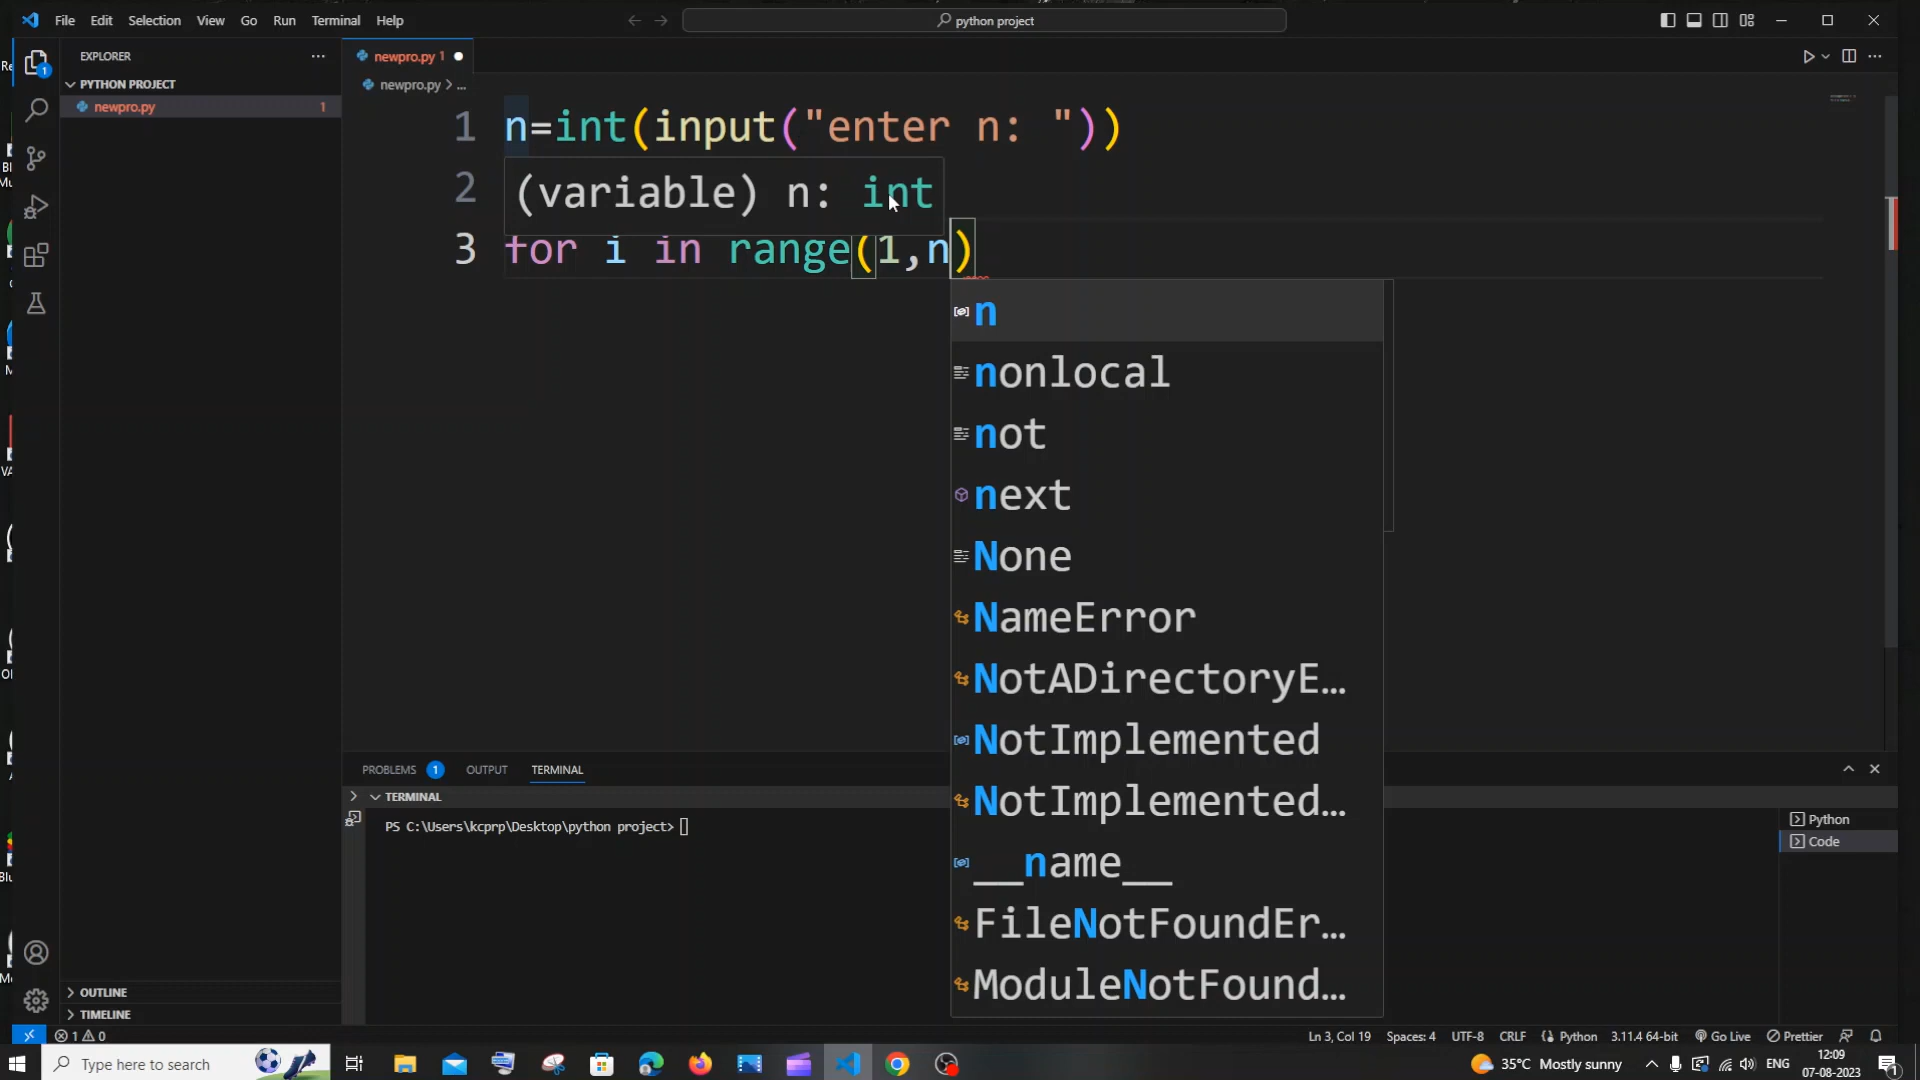 File Edit Selection View Go Run Terminal Help
python project
EXPLORER
PYTHON PROJECT
newpro.py 1
newpro.py 1
newpro.py > ...
1 n=int(input("enter n: "))
2
(variable) n: int
3 for i in range(1,n)
n
nonlocal
not
next
None
NameError
NotADirectoryE...
NotImplemented
NotImplemented...
__name__
FileNotFoundEr...
ModuleNotFound...
PROBLEMS 1 OUTPUT TERMINAL
TERMINAL
PS C:\Users\kcprp\Desktop\python project>
Python
Code
OUTLINE
TIMELINE
1 0
Ln 3, Col 19 Spaces: 4 UTF-8 CRLF Python 3.11.4 64-bit Go Live Prettier
Type here to search
35°C Mostly sunny
ENG
12:09
07-08-2023
1